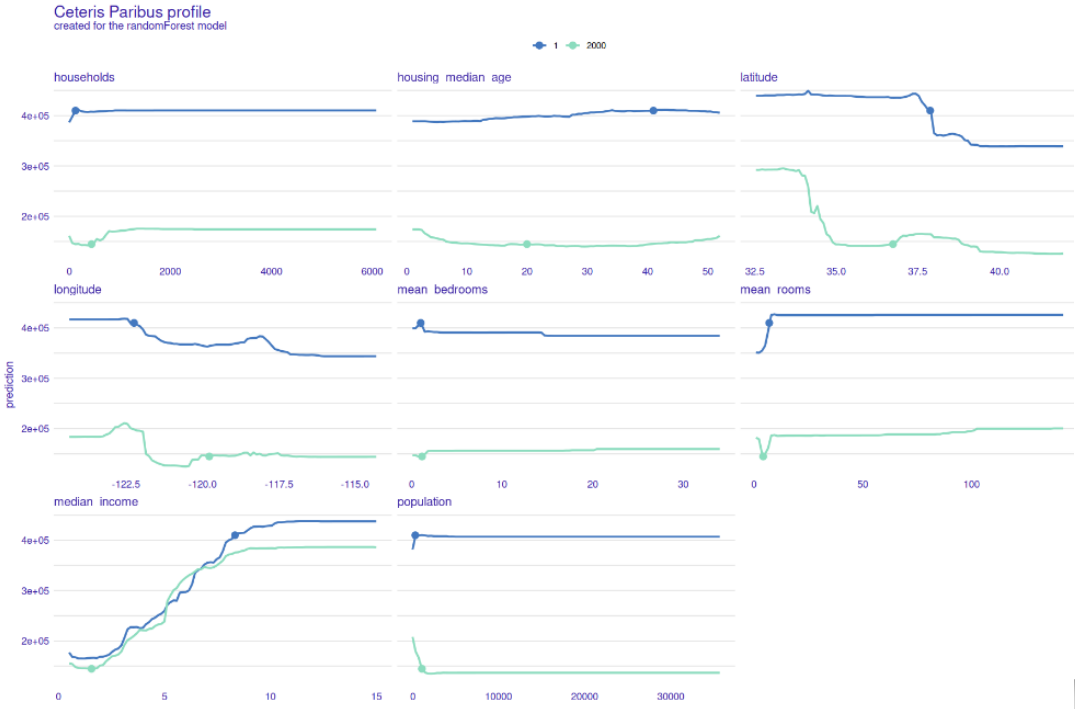 Ceteris Paribus profile
created for the randomForest model
1 2000
households housing median age latitude
4e+05
3e+05
2e+05
0 2000 4000 6000 0 10 20 30 40 50 32.5 35.0 37.5 40.0
longitude mean bedrooms mean rooms
4e+05
3e+05
2e+05
prediction
-122.5 -120.0 -117.5 -115.0 0 10 20 30 0 50 100
median income population
4e+05
3e+05
2e+05
0 5 10 15 0 10000 20000 30000